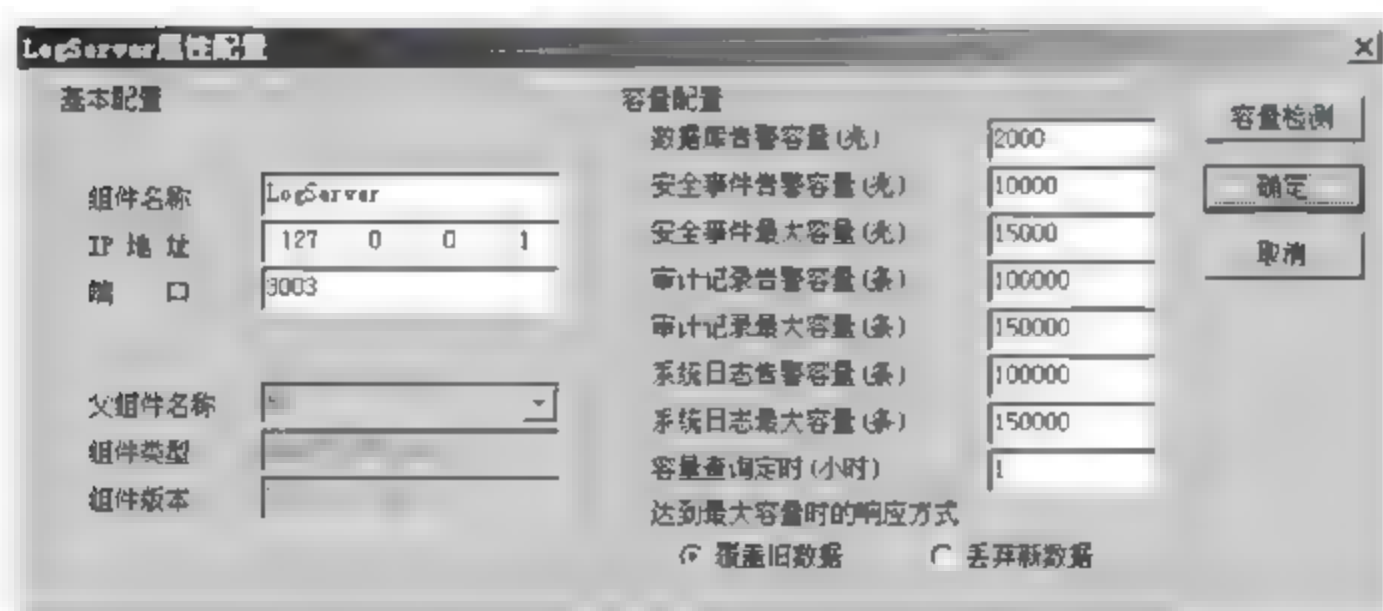 LogServer属性配置
基本配置
组件名称 LogServer
IP 地 址 127 0 0 1
端 口 3003
父组件名称
组件类型
组件版本
容量配置
数据库告警容量(兆) 2000
安全事件告警容量(兆) 10000
安全事件最大容量(兆) 15000
审计记录告警容量(条) 100000
审计记录最大容量(条) 150000
系统日志告警容量(条) 100000
系统日志最大容量(条) 150000
容量查询定时(小时) 1
达到最大容量时的响应方式
覆盖旧数据 丢弃新数据
容量检测
确定
取消